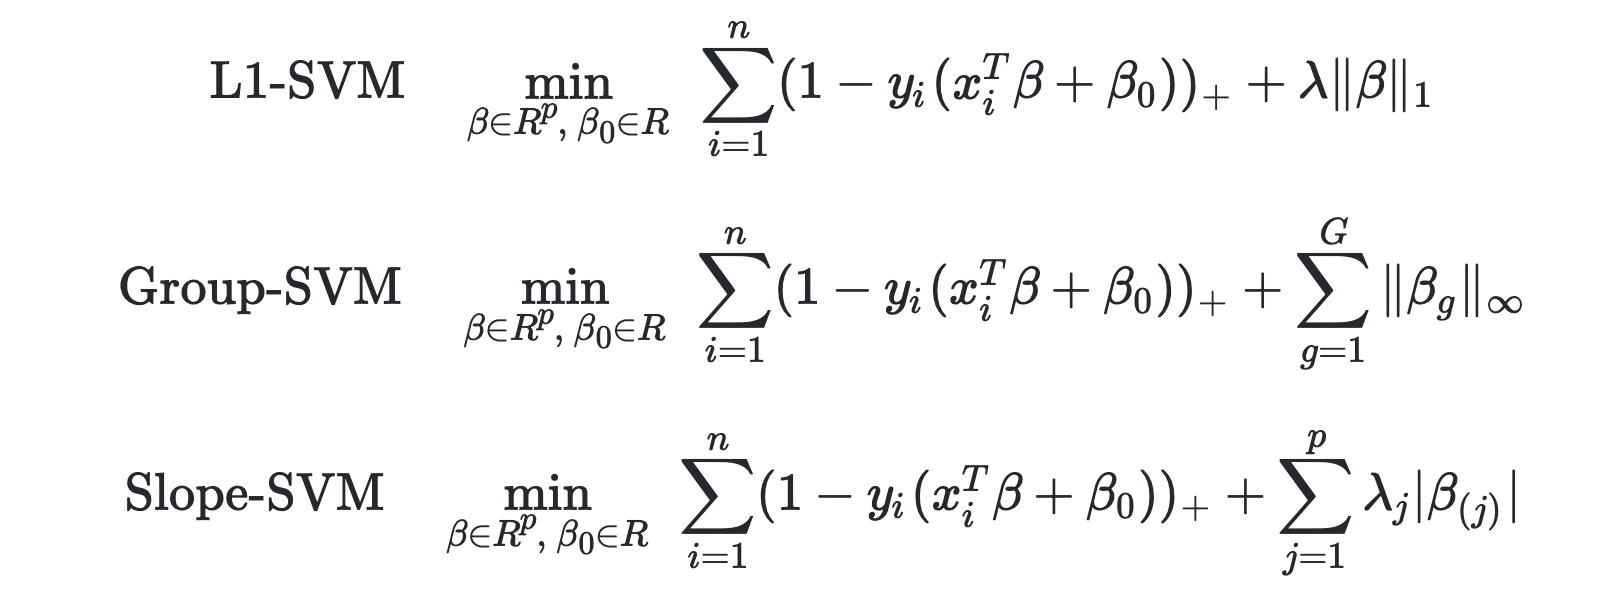 L1-SVM min_{β∈R^p, β_0∈R} ∑_{i=1}^{n} (1 − y_i(x_i^T β + β_0))_+ + λ‖β‖_1
Group-SVM min_{β∈R^p, β_0∈R} ∑_{i=1}^{n} (1 − y_i(x_i^T β + β_0))_+ + ∑_{g=1}^{G} ‖β_g‖_∞
Slope-SVM min_{β∈R^p, β_0∈R} ∑_{i=1}^{n} (1 − y_i(x_i^T β + β_0))_+ + ∑_{j=1}^{p} λ_j|β_{(j)}|